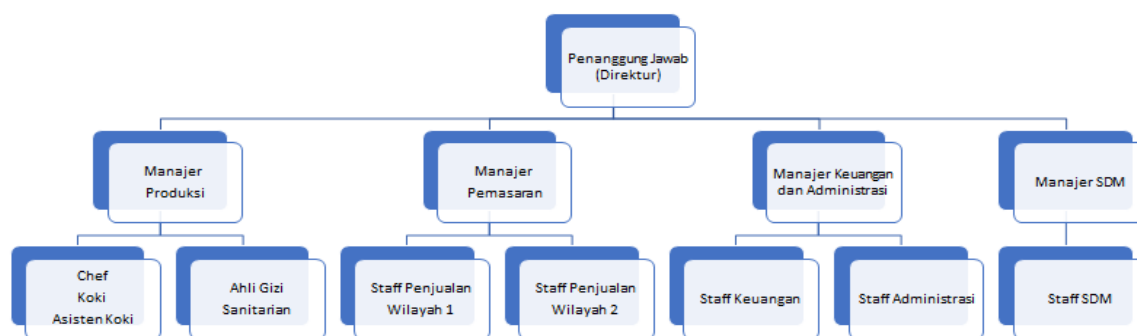 Penanggung Jawab
(Direktur)
Manajer
Produksi
Manajer
Pemasaran
Manajer Keuangan
dan Administrasi
Manajer SDM
Chef
Koki
Asisten Koki
Ahli Gizi
Sanitarian
Staff Penjualan
Wilayah 1
Staff Penjualan
Wilayah 2
Staff Keuangan
Staff Administrasi
Staff SDM